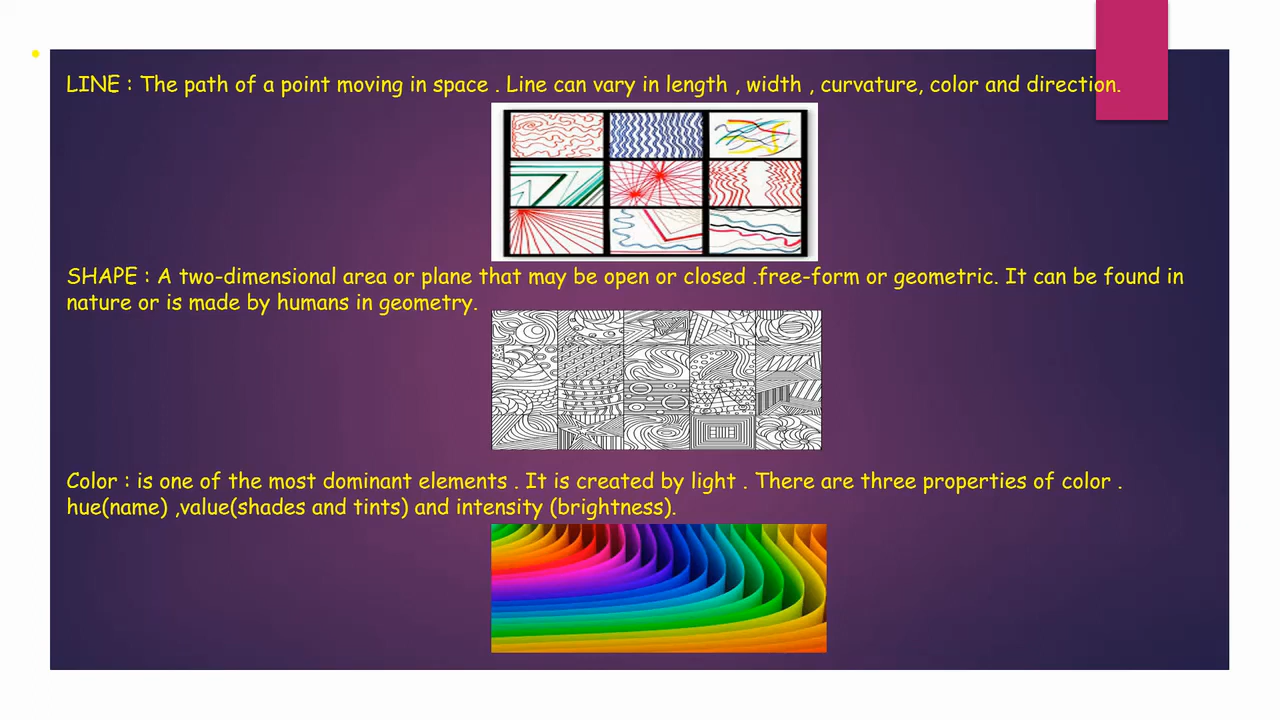 LINE : The path of a point moving in space . Line can vary in length , width , curvature, color and direction.
SHAPE : A two-dimensional area or plane that may be open or closed .free-form or geometric. It can be found in
nature or is made by humans in geometry.
Color : is one of the most dominant elements . It is created by light . There are three properties of color .
hue(name) ,value(shades and tints) and intensity (brightness).